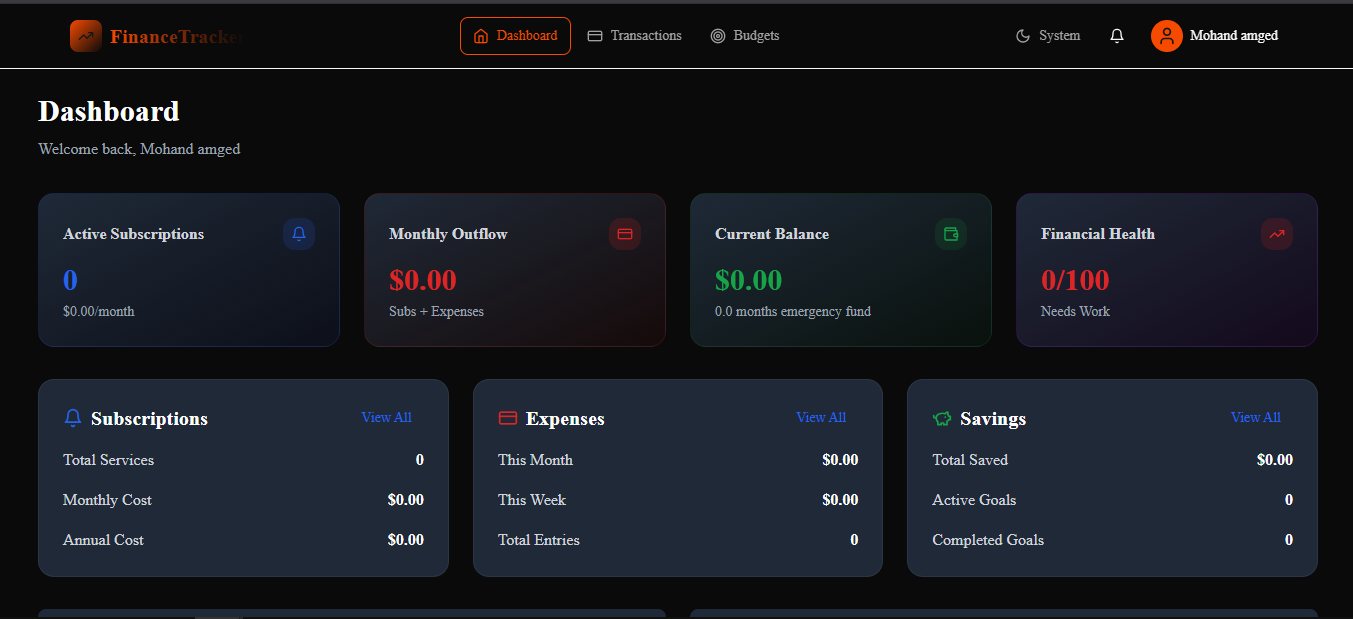 FinanceTracker
Dashboard
Transactions
Budgets
System
Mohand amged
Dashboard
Welcome back, Mohand amged
Active Subscriptions
0
$0.00/month
Monthly Outflow
$0.00
Subs + Expenses
Current Balance
$0.00
0.0 months emergency fund
Financial Health
0/100
Needs Work
Subscriptions
View All
Total Services
0
Monthly Cost
$0.00
Annual Cost
$0.00
Expenses
View All
This Month
$0.00
This Week
$0.00
Total Entries
0
Savings
View All
Total Saved
$0.00
Active Goals
0
Completed Goals
0